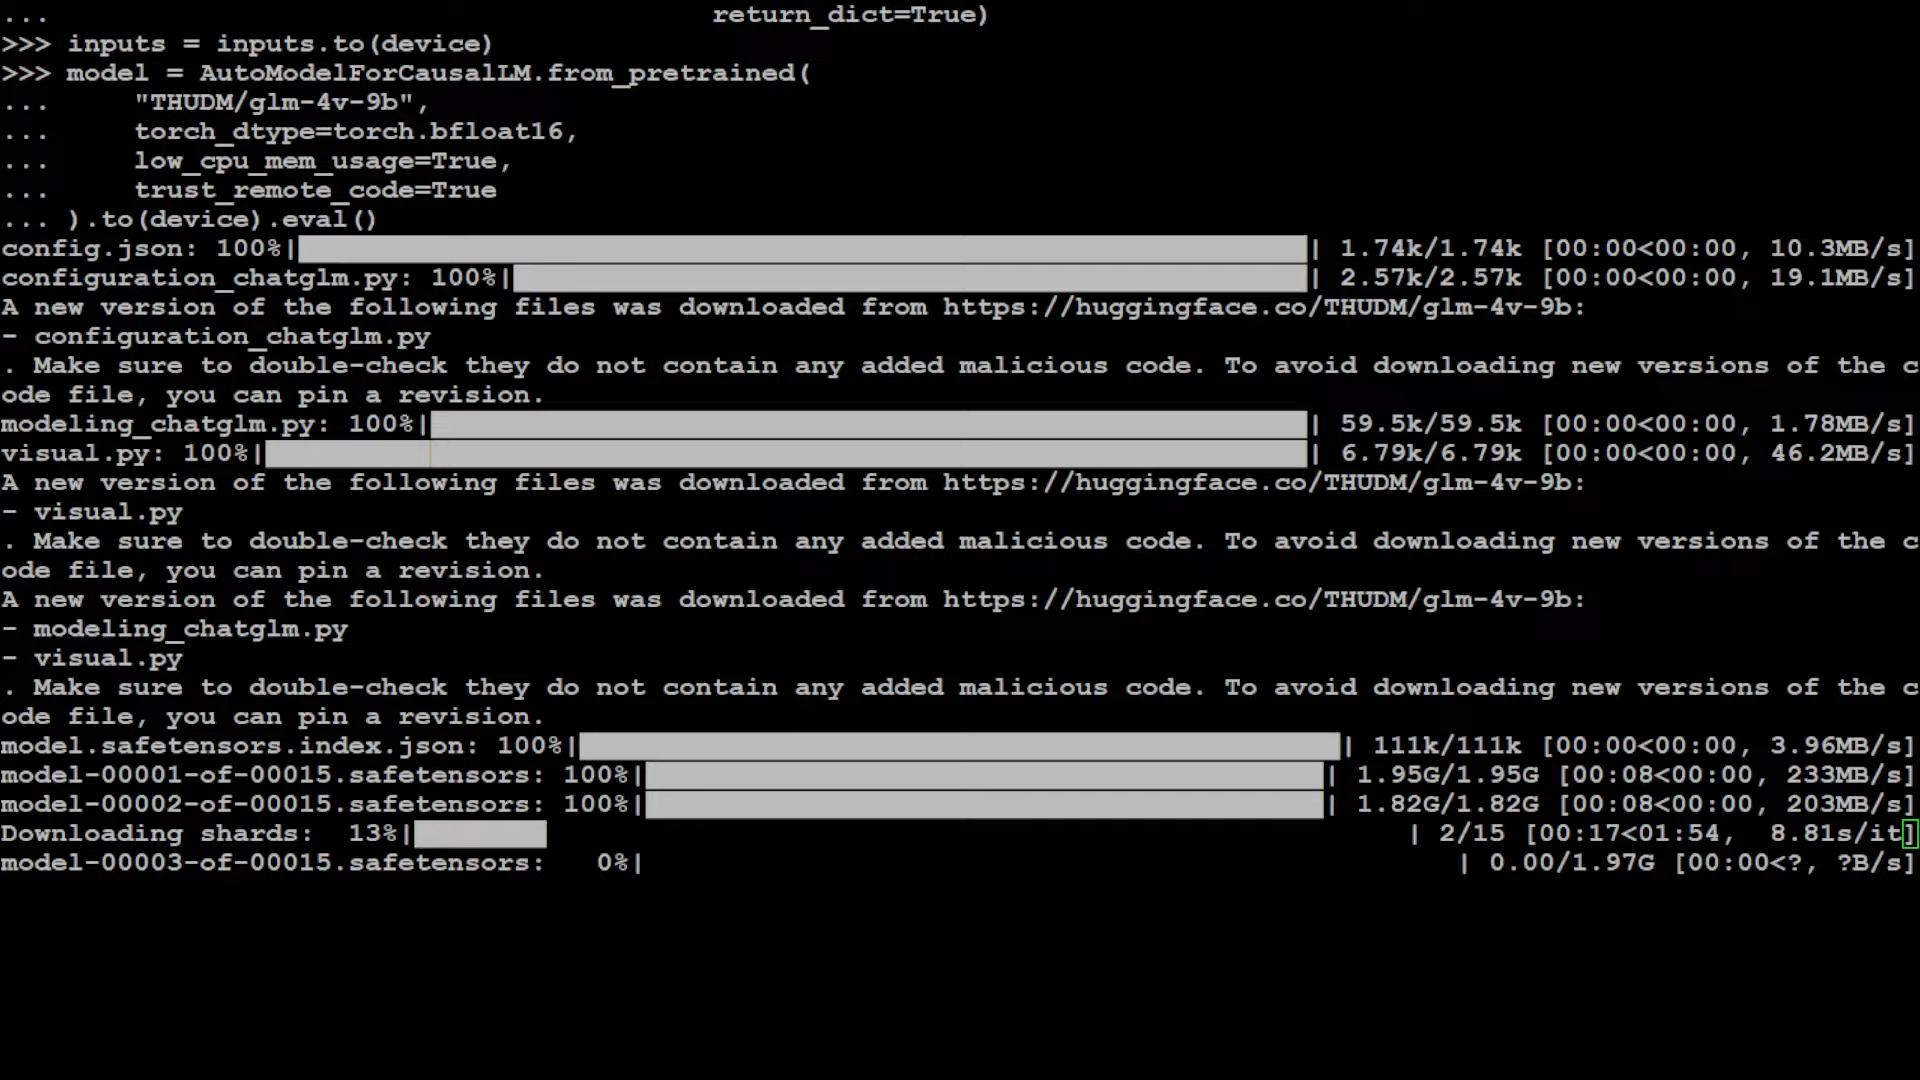 ...                                        return_dict=True)
>>> inputs = inputs.to(device)
>>> model = AutoModelForCausalLM.from_pretrained(
...     "THUDM/glm-4v-9b",
...     torch_dtype=torch.bfloat16,
...     low_cpu_mem_usage=True,
...     trust_remote_code=True
... ).to(device).eval()
config.json: 100%| | 1.74k/1.74k [00:00<00:00, 10.3MB/s]
configuration_chatglm.py: 100%| | 2.57k/2.57k [00:00<00:00, 19.1MB/s]
A new version of the following files was downloaded from https://huggingface.co/THUDM/glm-4v-9b:
- configuration_chatglm.py
. Make sure to double-check they do not contain any added malicious code. To avoid downloading new versions of the c
ode file, you can pin a revision.
modeling_chatglm.py: 100%| | 59.5k/59.5k [00:00<00:00, 1.78MB/s]
visual.py: 100%| | 6.79k/6.79k [00:00<00:00, 46.2MB/s]
A new version of the following files was downloaded from https://huggingface.co/THUDM/glm-4v-9b:
- visual.py
. Make sure to double-check they do not contain any added malicious code. To avoid downloading new versions of the c
ode file, you can pin a revision.
A new version of the following files was downloaded from https://huggingface.co/THUDM/glm-4v-9b:
- modeling_chatglm.py
- visual.py
. Make sure to double-check they do not contain any added malicious code. To avoid downloading new versions of the c
ode file, you can pin a revision.
model.safetensors.index.json: 100%| | 111k/111k [00:00<00:00, 3.96MB/s]
model-00001-of-00015.safetensors: 100%| | 1.95G/1.95G [00:08<00:00, 233MB/s]
model-00002-of-00015.safetensors: 100%| | 1.82G/1.82G [00:08<00:00, 203MB/s]
Downloading shards:  13%| | 2/15 [00:17<01:54,  8.81s/it]
model-00003-of-00015.safetensors:   0%| | 0.00/1.97G [00:00<?, ?B/s]